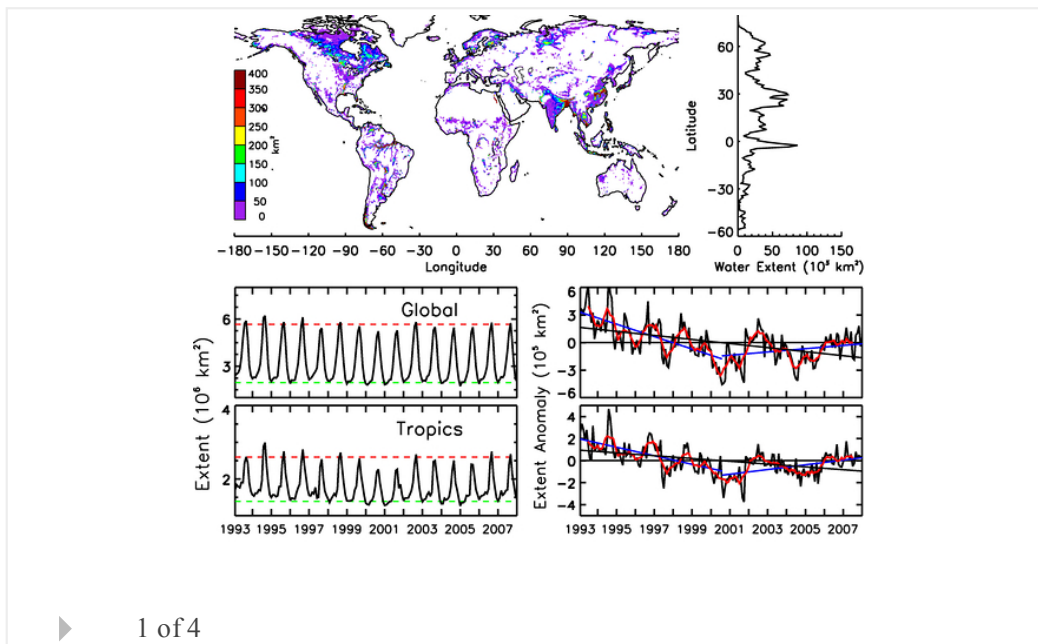 400
350
300
250
200
150
100
50
0
km²
-180 -150 -120 -90 -60 -30 0 30 60 90 120 150 180
Longitude
60
30
0
-30
-60
Latitude
0 50 100 150
Water Extent (10³ km²)
Global
6
3
Tropics
4
2
Extent (10⁶ km²)
1993 1995 1997 1999 2001 2003 2005 2007
6
3
0
-3
-6
4
2
0
-2
-4
Extent Anomaly (10⁵ km²)
1993 1995 1997 1999 2001 2003 2005 2007
1 of 4